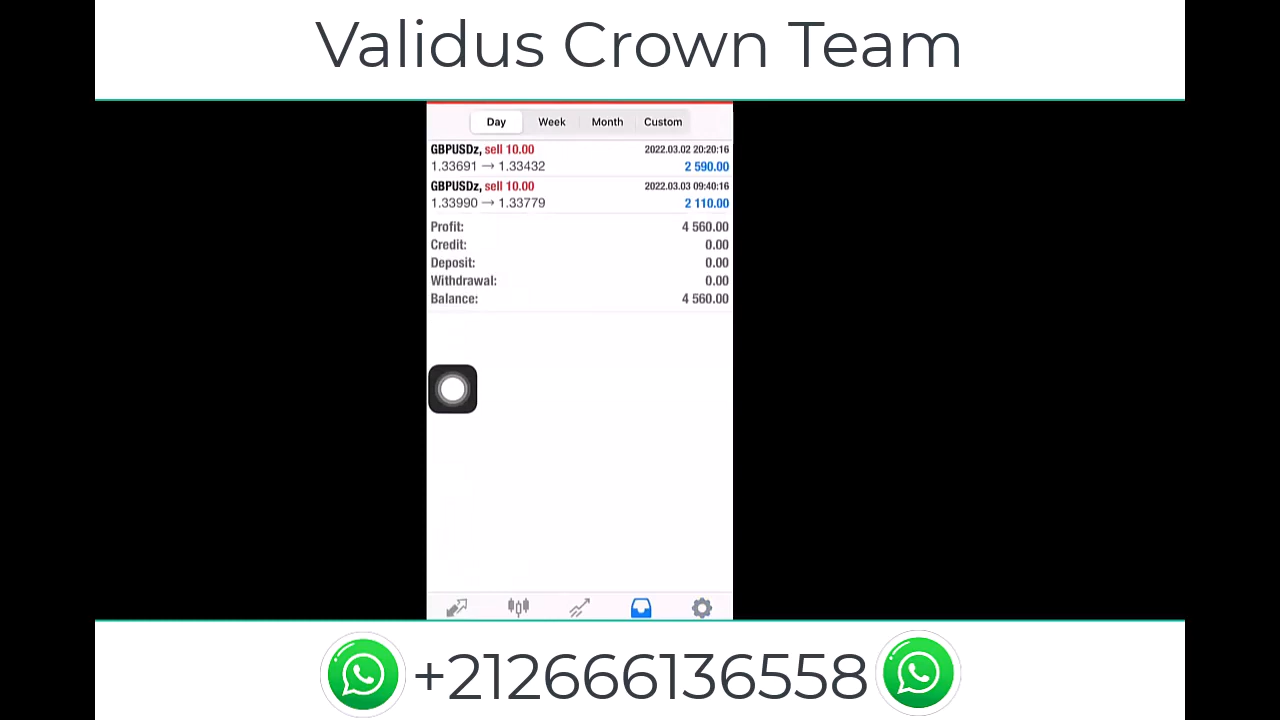 Validus Crown Team
Day Week Month Custom
GBPUSDz, sell 10.00 2022.03.02 20:20:16
1.33691 → 1.33432 2 590.00
GBPUSDz, sell 10.00 2022.03.03 09:40:16
1.33990 → 1.33779 2 110.00
Profit: 4 560.00
Credit: 0.00
Deposit: 0.00
Withdrawal: 0.00
Balance: 4 560.00
+212666136558